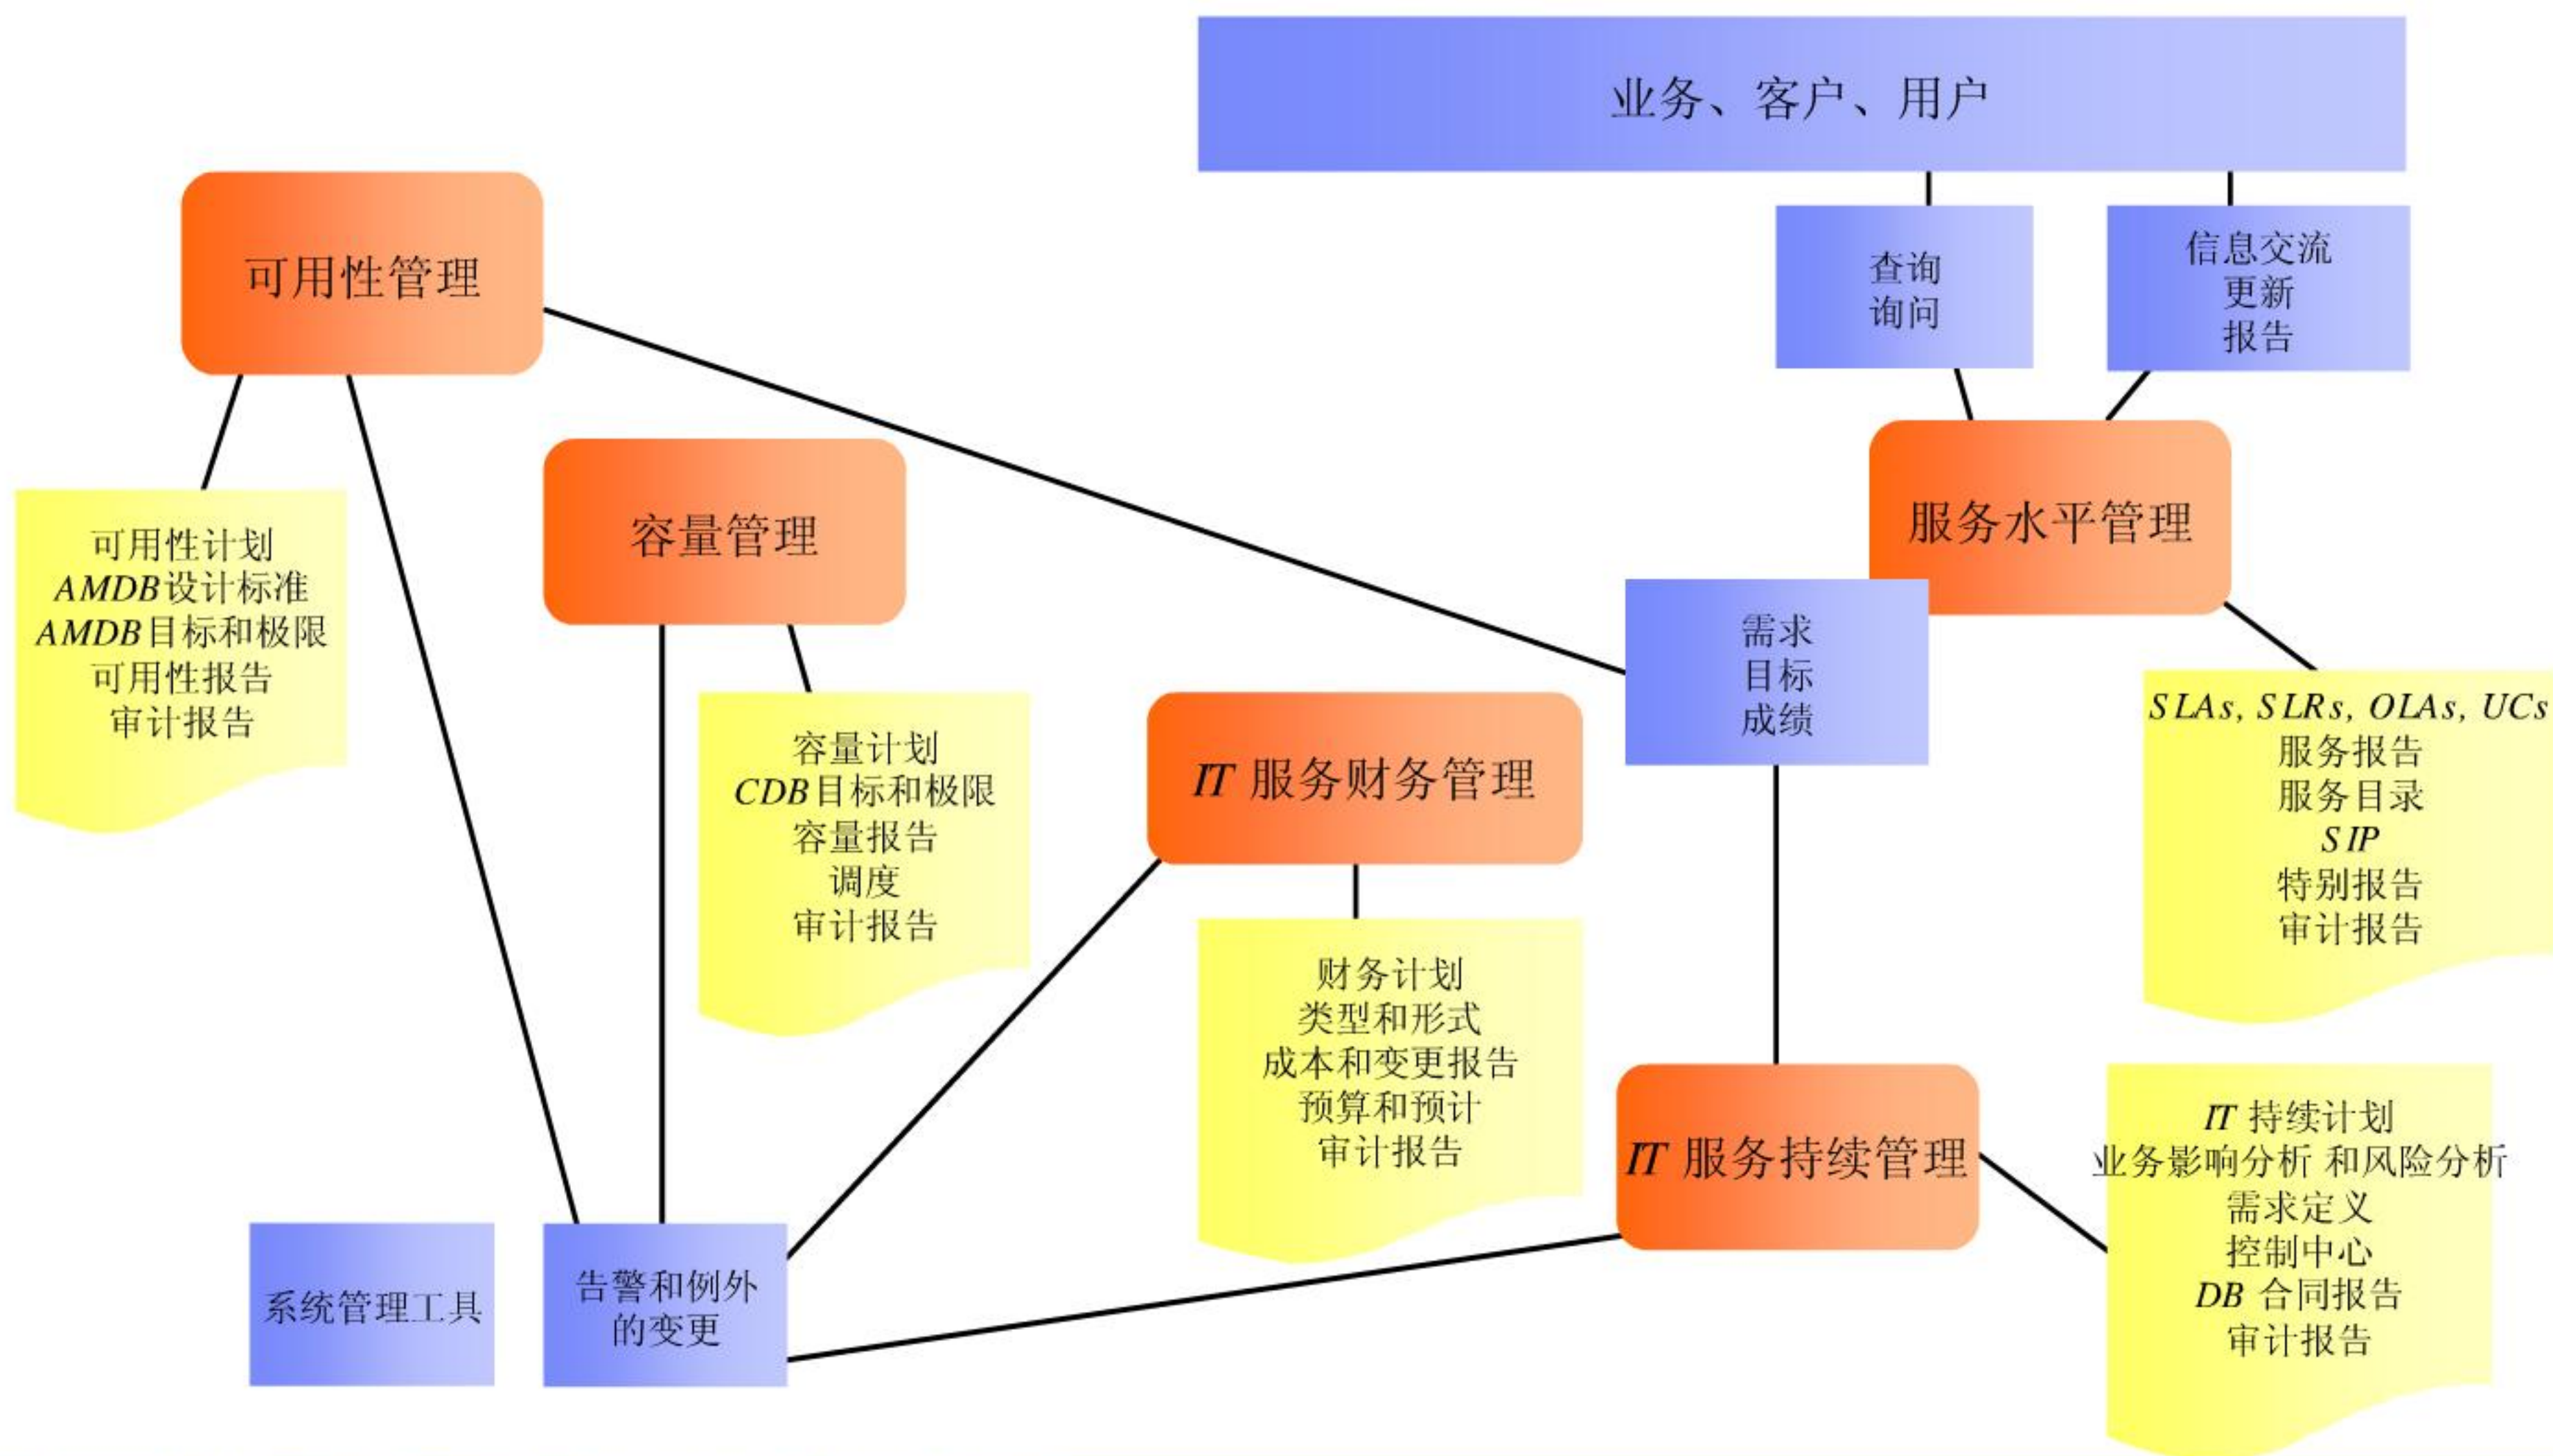 业务、客户、用户
可用性管理
查询
询问
信息交流
更新
报告
容量管理
服务水平管理
可用性计划
AMDB设计标准
AMDB目标和极限
可用性报告
审计报告
需求
目标
成绩
容量计划
CDB目标和极限
容量报告
调度
审计报告
IT 服务财务管理
SLAs, SLRs, OLAs, UCs
服务报告
服务目录
SIP
特别报告
审计报告
财务计划
类型和形式
成本和变更报告
预算和预计
审计报告
IT 服务持续管理
IT 持续计划
业务影响分析 和风险分析
需求定义
控制中心
DB 合同报告
审计报告
系统管理工具
告警和例外
的变更